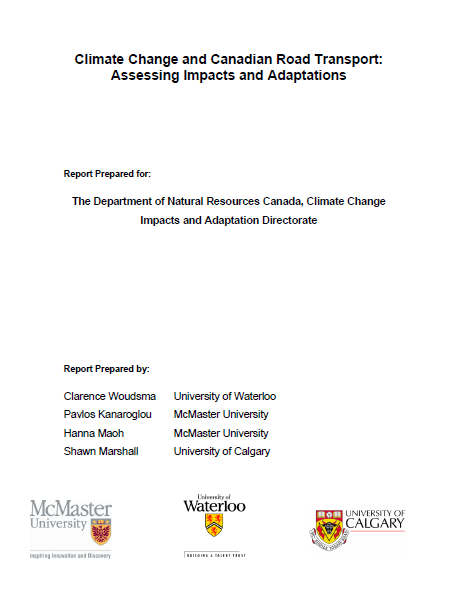 Climate Change and Canadian Road Transport:
Assessing Impacts and Adaptations
Report Prepared for:
The Department of Natural Resources Canada, Climate Change
Impacts and Adaptation Directorate
Report Prepared by:
Clarence Woudsma University of Waterloo
Pavlos Kanaroglou McMaster University
Hanna Maoh McMaster University
Shawn Marshall University of Calgary
McMaster
University
Inspiring Innovation and Discovery
University of
Waterloo
BUILDING A TALENT TRUST
UNIVERSITY OF
CALGARY